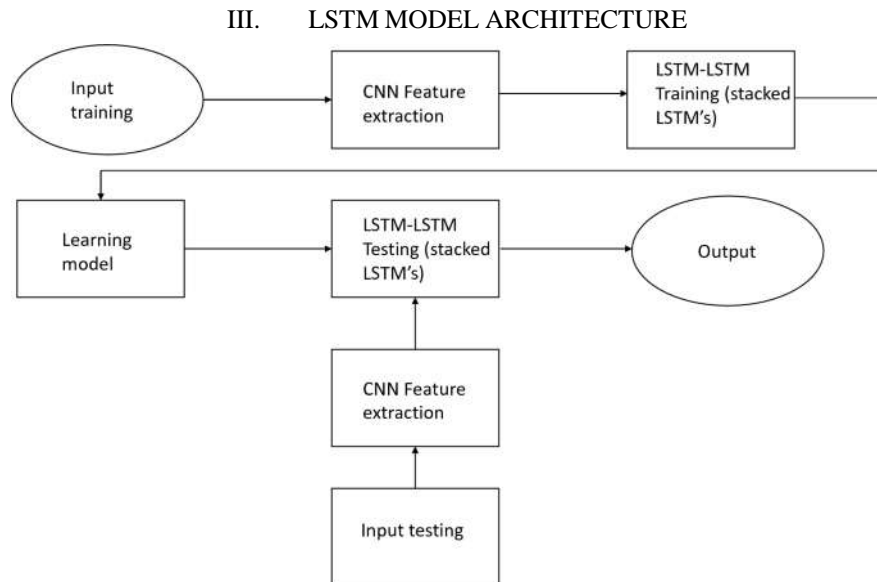 III. LSTM MODEL ARCHITECTURE
Input
training
CNN Feature
extraction
LSTM-LSTM
Training (stacked
LSTM's)
Learning
model
LSTM-LSTM
Testing (stacked
LSTM's)
Output
CNN Feature
extraction
Input testing